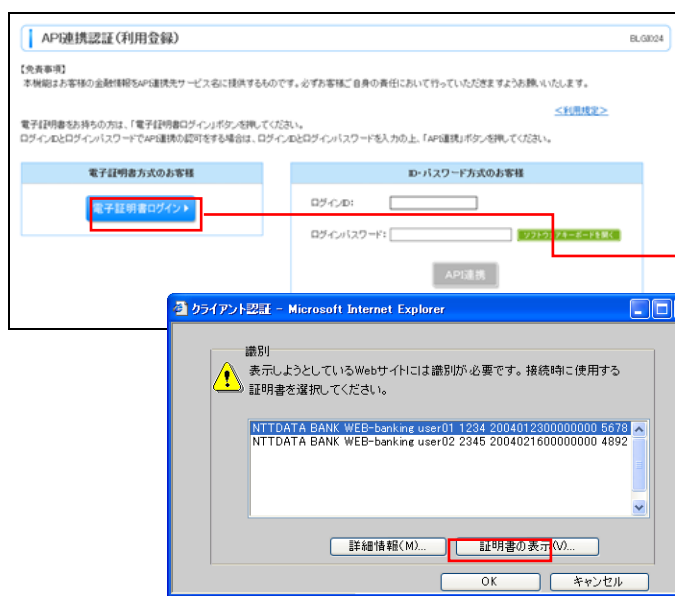 API連携認証(利用登録)
BLGI024
【免責事項】
本機能はお客様の金融情報をAPI連携先サービス名に提供するものです。必ずお客様ご自身の責任において行っていただきますようお願いいたします。
<利用規定>
電子証明書をお持ちの方は、「電子証明書ログイン」ボタンを押してください。
ログインIDとログインパスワードでAPI連携の認可をする場合は、ログインIDとログインパスワードを入力の上、「API連携」ボタンを押してください。
電子証明書方式のお客様
ID・パスワード方式のお客様
電子証明書ログイン
ログインID:
ログインパスワード:
ソフトウェアキーボードを開く
API連携
クライアント認証 - Microsoft Internet Explorer
識別
表示しようとしているWebサイトには識別が必要です。接続時に使用する
証明書を選択してください。
NTTDATA BANK WEB-banking user01 1234 2004012300000000 5678
NTTDATA BANK WEB-banking user02 2345 2004021600000000 4892
詳細情報(M)...
証明書の表示(V)...
OK
キャンセル